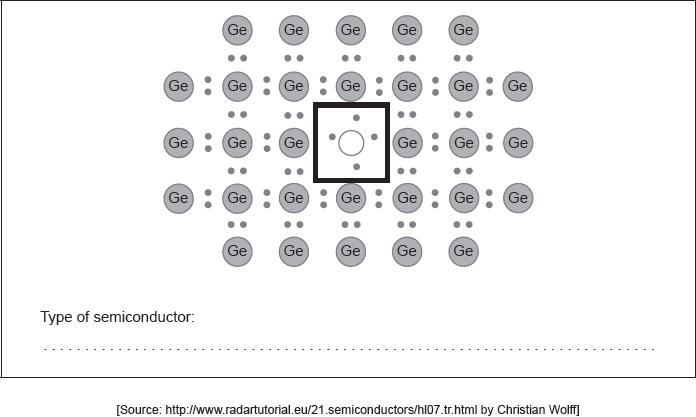 Ge Ge Ge Ge Ge
Ge Ge Ge Ge Ge Ge Ge
Ge Ge Ge Ge Ge Ge
Ge Ge Ge Ge Ge Ge Ge
Ge Ge Ge Ge Ge
Type of semiconductor:
[Source: http://www.radartutorial.eu/21.semiconductors/hl07.tr.html by Christian Wolff]